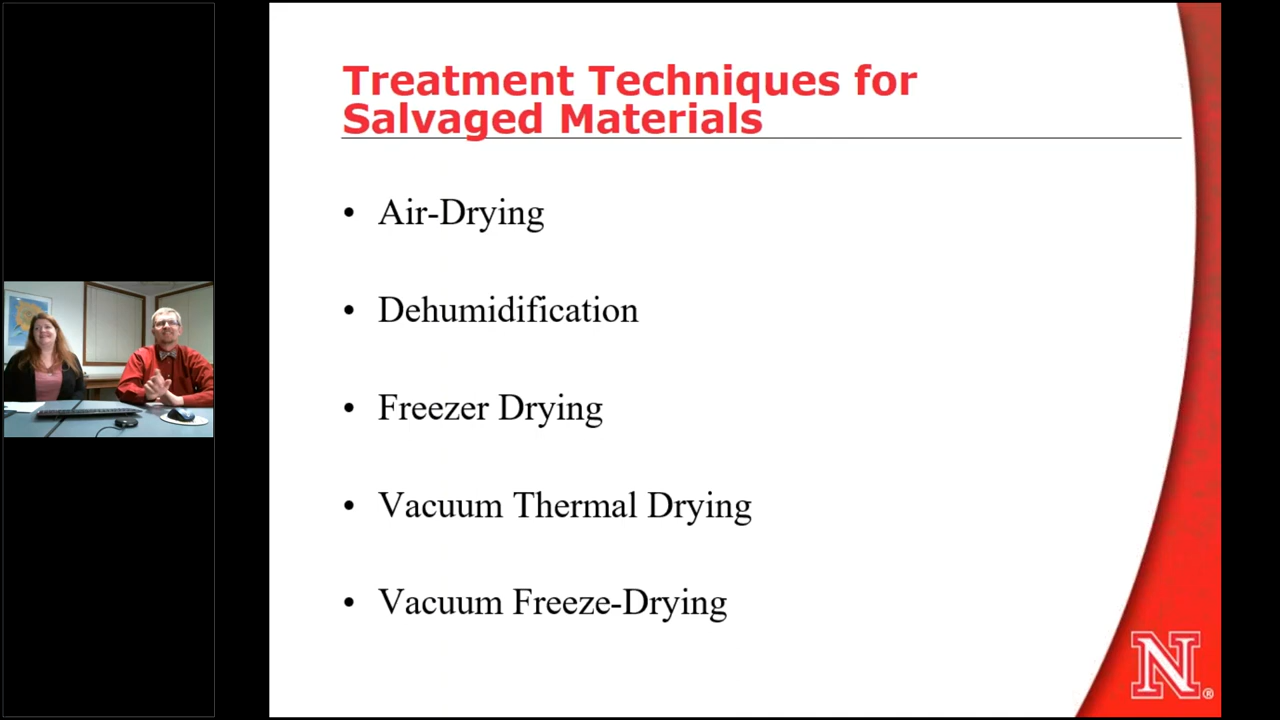 Treatment Techniques for
Salvaged Materials
• Air-Drying
• Dehumidification
• Freezer Drying
• Vacuum Thermal Drying
• Vacuum Freeze-Drying
N®